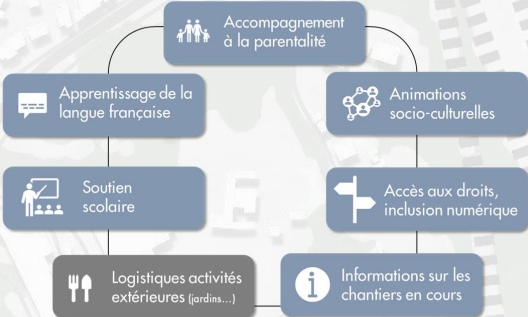 Accompagnement
à la parentalité
Apprentissage de la
langue française
Animations
socio-culturelles
Soutien
scolaire
Accès aux droits,
inclusion numérique
Logistiques activités
extérieures (jardins...)
Informations sur les
chantiers en cours